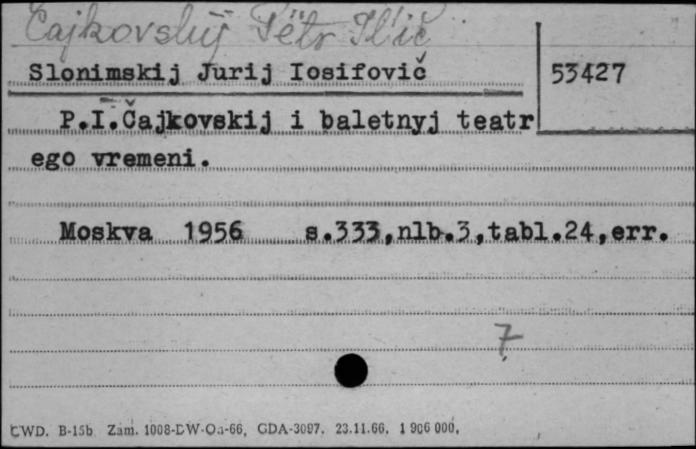 Čajkovskij Pëtr Il'ič
Slonimskij Jurij Iosifovič
53427
P.I.Čajkovskij i baletnyj teatr
ego vremeni.
Moskva 1956 s.333,nlb.3,tabl.24,err.
7
CWD. B-15b Zam. 1008-DW-Oa-66, GDA-3097. 23.11.66. 1 906 000.